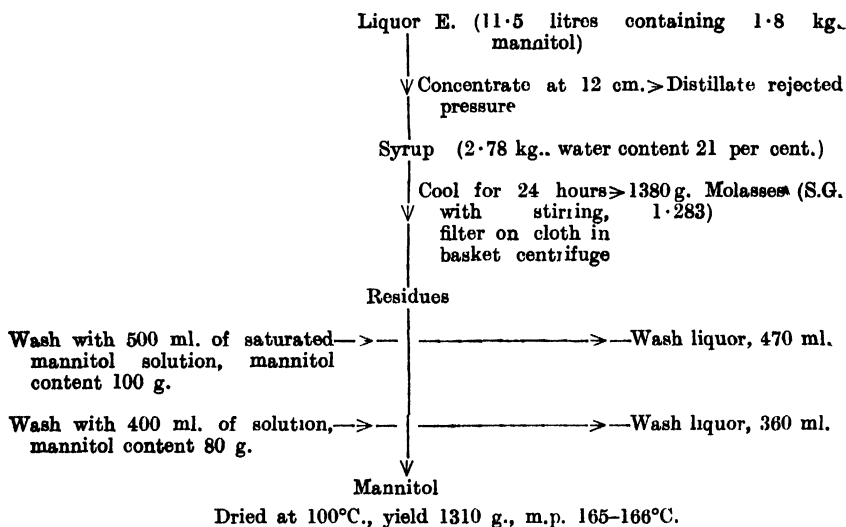 Liquor E. (11·5 litres containing 1·8 kg.
mannitol)
Concentrate at 12 cm.
pressure
Distillate rejected
Syrup (2·78 kg.. water content 21 per cent.)
Cool for 24 hours
with stirring,
filter on cloth in
basket centrifuge
1380 g. Molasses (S.G.
1·283)
Residues
Wash with 500 ml. of saturated
mannitol solution, mannitol
content 100 g.
Wash liquor, 470 ml.
Wash with 400 ml. of solution,
mannitol content 80 g.
Wash liquor, 360 ml.
Mannitol
Dried at 100°C., yield 1310 g., m.p. 165–166°C.